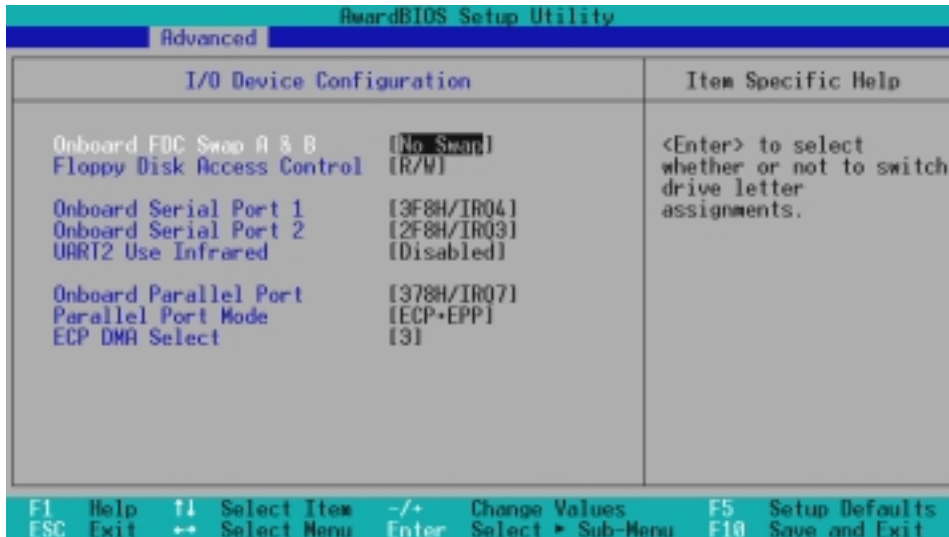 AwardBIOS Setup Utility
Advanced
I/O Device Configuration
Item Specific Help
Onboard FDC Swap A & B [No Swap]
Floppy Disk Access Control [R/W]
Onboard Serial Port 1 [3F8H/IRQ4]
Onboard Serial Port 2 [2F8H/IRQ3]
UART2 Use Infrared [Disabled]
Onboard Parallel Port [378H/IRQ7]
Parallel Port Mode [ECP+EPP]
ECP DMA Select [3]
<Enter> to select
whether or not to switch
drive letter
assignments.
F1 Help ↑↓ Select Item -/+ Change Values F5 Setup Defaults
ESC Exit ←→ Select Menu Enter Select ► Sub-Menu F10 Save and Exit